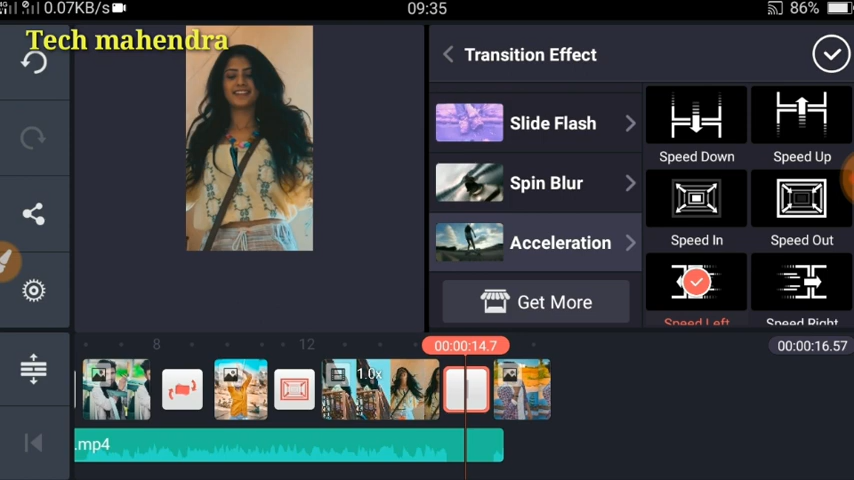 0.07KB/s
09:35
86%
Tech mahendra
Transition Effect
Slide Flash
Spin Blur
Acceleration
Get More
Speed Down
Speed Up
Speed In
Speed Out
Speed Left
Speed Right
8
12
00:00:14.7
00:00:16.57
1.0x
.mp4